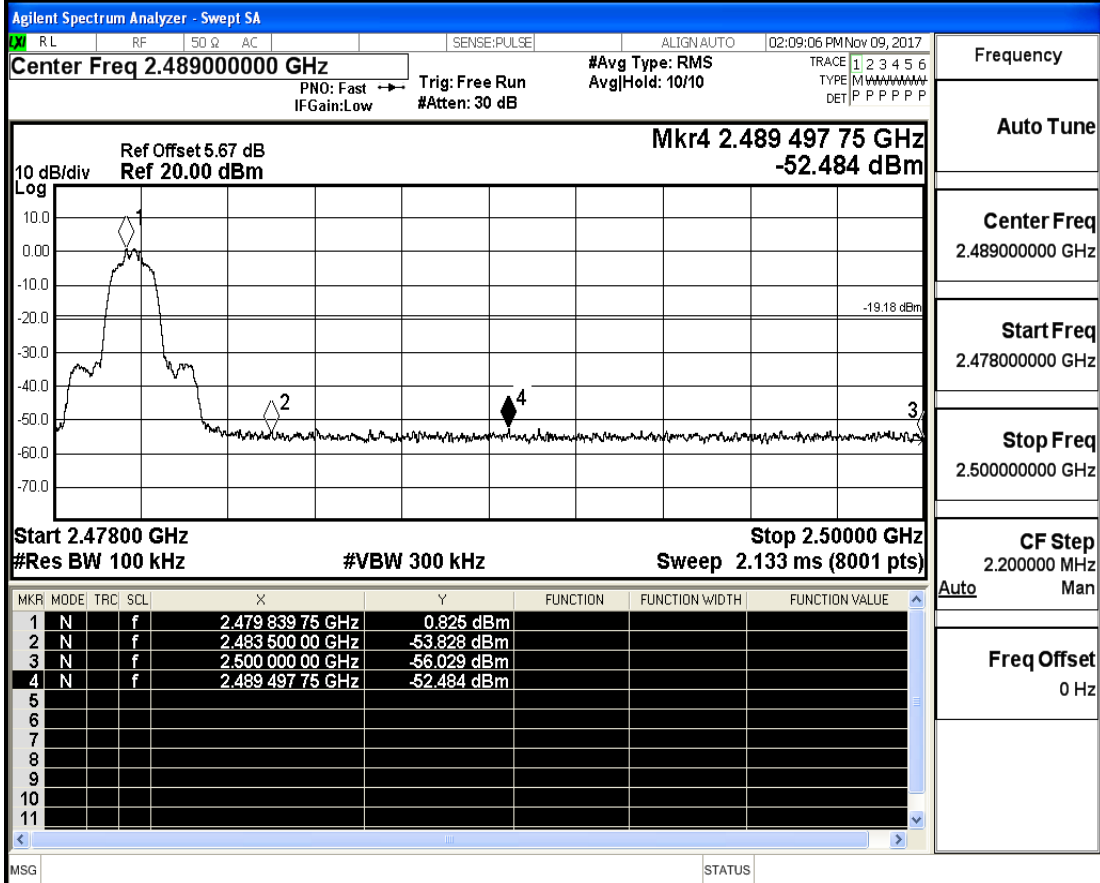 Agilent Spectrum Analyzer - Swept SA
LXI RL RF 50 Ω AC SENSE:PULSE ALIGN AUTO 02:09:06 PM Nov 09, 2017
Center Freq 2.489000000 GHz
PNO: Fast
IFGain:Low
Trig: Free Run
#Atten: 30 dB
#Avg Type: RMS
Avg|Hold: 10/10
TRACE 1 2 3 4 5 6
TYPE M WWWWW
DET P P P P P P
Mkr4 2.489 497 75 GHz
-52.484 dBm
Ref Offset 5.67 dB
10 dB/div Ref 20.00 dBm
Log
10.0
0.00
-10.0
-20.0
-30.0
-40.0
-50.0
-60.0
-70.0
1
2
4
3
-19.18 dBm
Start 2.47800 GHz Stop 2.50000 GHz
#Res BW 100 kHz #VBW 300 kHz Sweep 2.133 ms (8001 pts)
MKR MODE TRC SCL X Y FUNCTION FUNCTION WIDTH FUNCTION VALUE
1 N f 2.479 839 75 GHz 0.825 dBm
2 N f 2.483 500 00 GHz -53.828 dBm
3 N f 2.500 000 00 GHz -56.029 dBm
4 N f 2.489 497 75 GHz -52.484 dBm
5
6
7
8
9
10
11
MSG STATUS
Frequency
Auto Tune
Center Freq
2.489000000 GHz
Start Freq
2.478000000 GHz
Stop Freq
2.500000000 GHz
CF Step
2.200000 MHz
Auto Man
Freq Offset
0 Hz